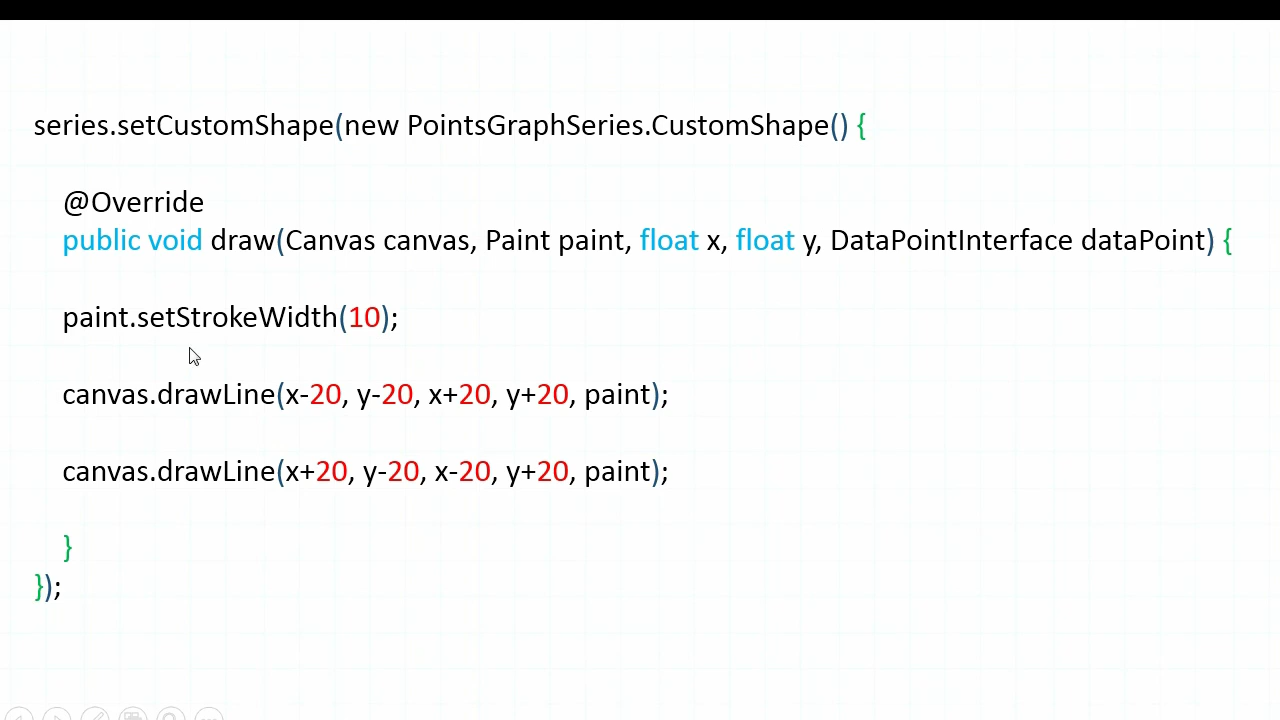 series.setCustomShape(new PointsGraphSeries.CustomShape() {
@Override
public void draw(Canvas canvas, Paint paint, float x, float y, DataPointInterface dataPoint) {
paint.setStrokeWidth(10);
canvas.drawLine(x-20, y-20, x+20, y+20, paint);
canvas.drawLine(x+20, y-20, x-20, y+20, paint);
}
});